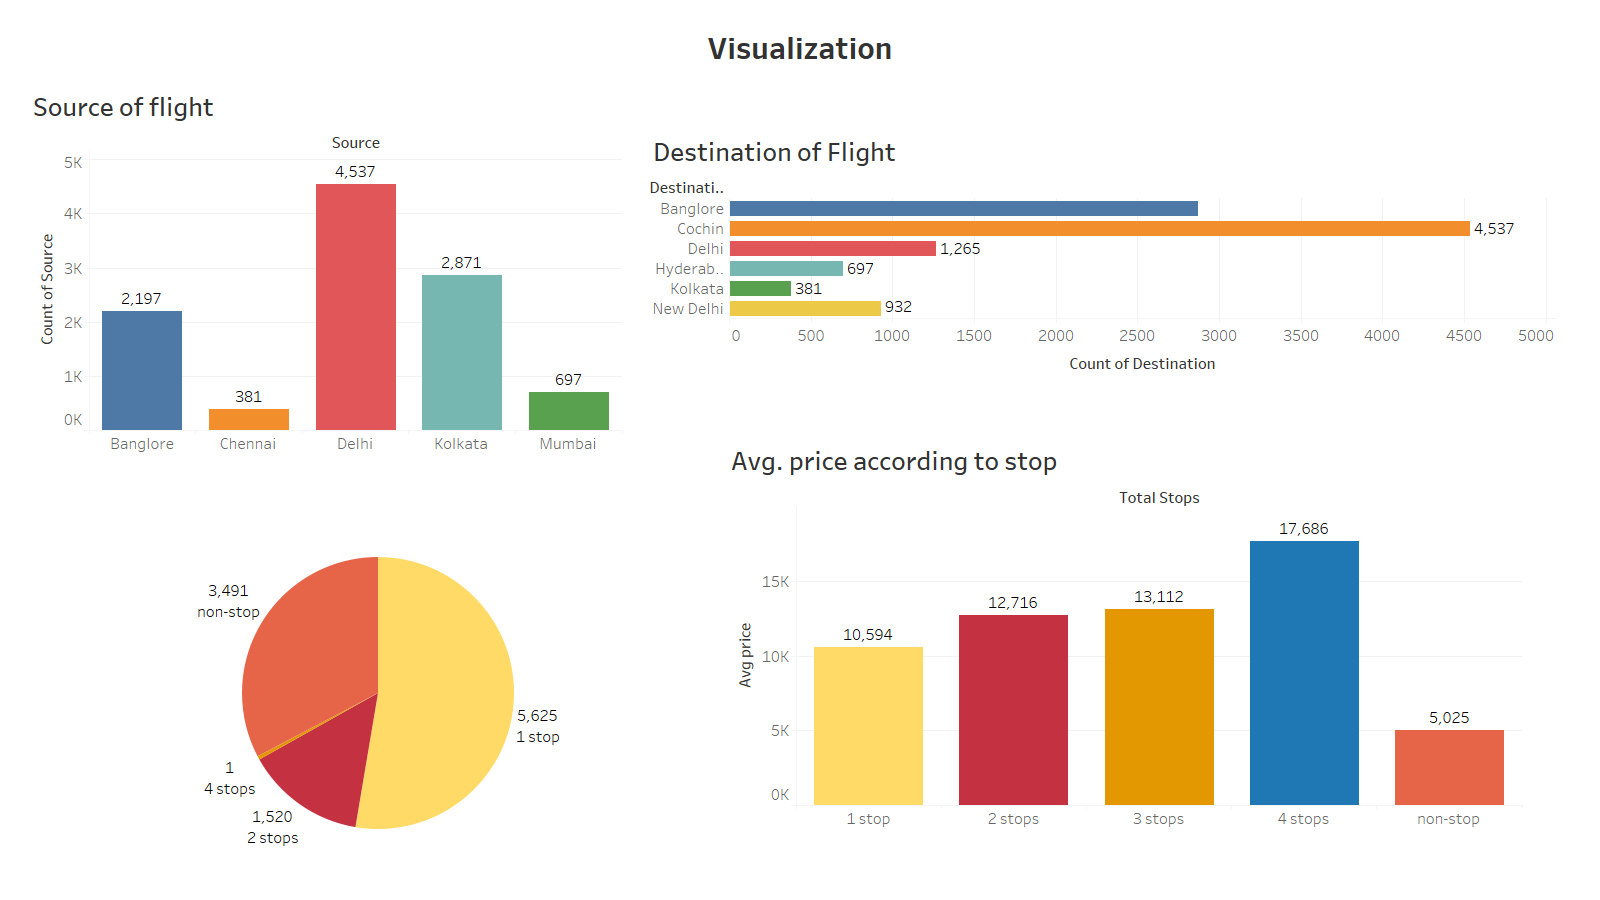 Visualization
Source of flight
Source
5K
4K
3K
2K
1K
0K
Count of Source
2,197
381
4,537
2,871
697
Banglore
Chennai
Delhi
Kolkata
Mumbai
Destination of Flight
Destinati..
Banglore
Cochin
4,537
Delhi
1,265
Hyderab..
697
Kolkata
381
New Delhi
932
0
500
1000
1500
2000
2500
3000
3500
4000
4500
5000
Count of Destination
3,491
non-stop
5,625
1 stop
1
4 stops
1,520
2 stops
Avg. price according to stop
Total Stops
15K
10K
5K
0K
Avg price
10,594
12,716
13,112
17,686
5,025
1 stop
2 stops
3 stops
4 stops
non-stop